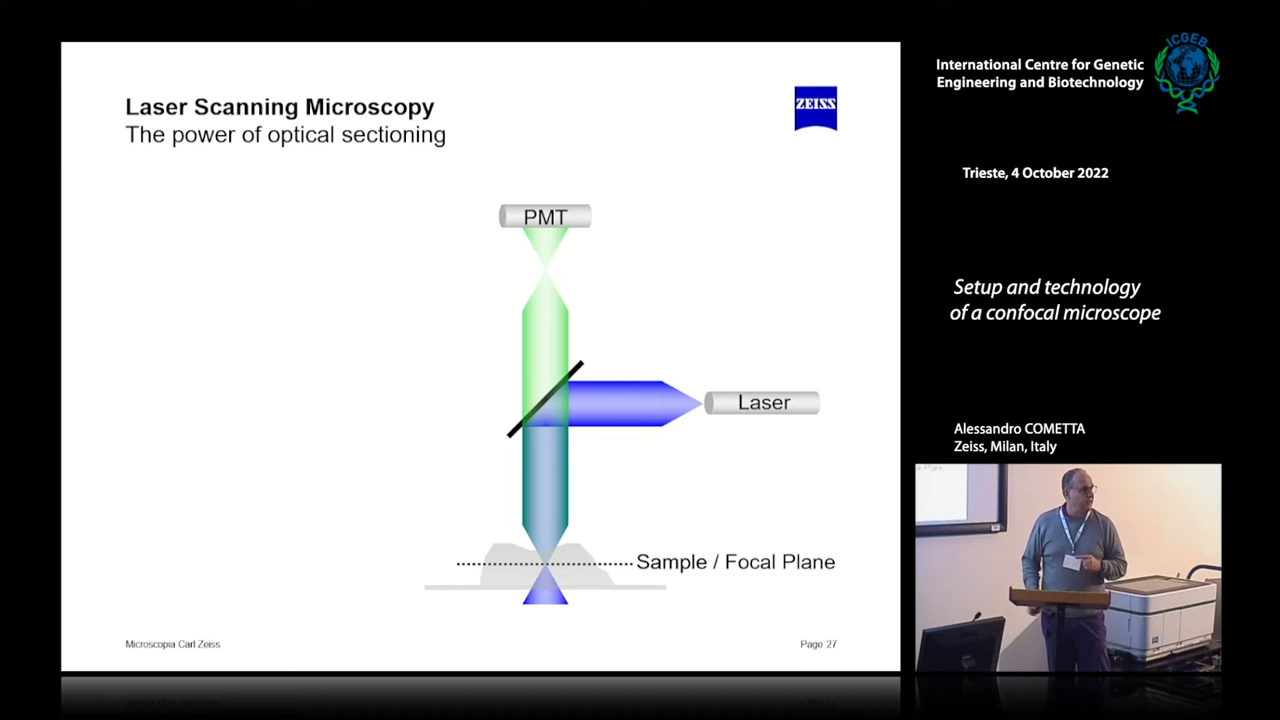 Laser Scanning Microscopy
The power of optical sectioning
ZEISS
PMT
Laser
Sample / Focal Plane
Microscopia Carl Zeiss
Page 27
International Centre for Genetic
Engineering and Biotechnology
ICGEB
Trieste, 4 October 2022
Setup and technology
of a confocal microscope
Alessandro COMETTA
Zeiss, Milan, Italy